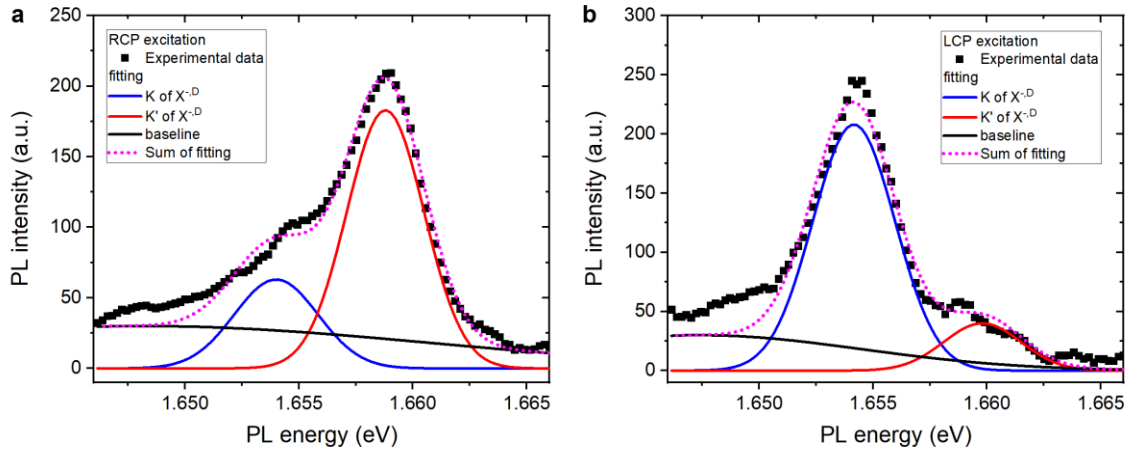 a
RCP excitation
Experimental data
fitting
K of X⁻,ᴰ
K' of X⁻,ᴰ
baseline
Sum of fitting
PL intensity (a.u.)
250
200
150
100
50
0
1.650
1.655
1.660
1.665
PL energy (eV)
b
LCP excitation
Experimental data
fitting
K of X⁻,ᴰ
K' of X⁻,ᴰ
baseline
Sum of fitting
PL intensity (a.u.)
300
250
200
150
100
50
0
1.650
1.655
1.660
1.665
PL energy (eV)